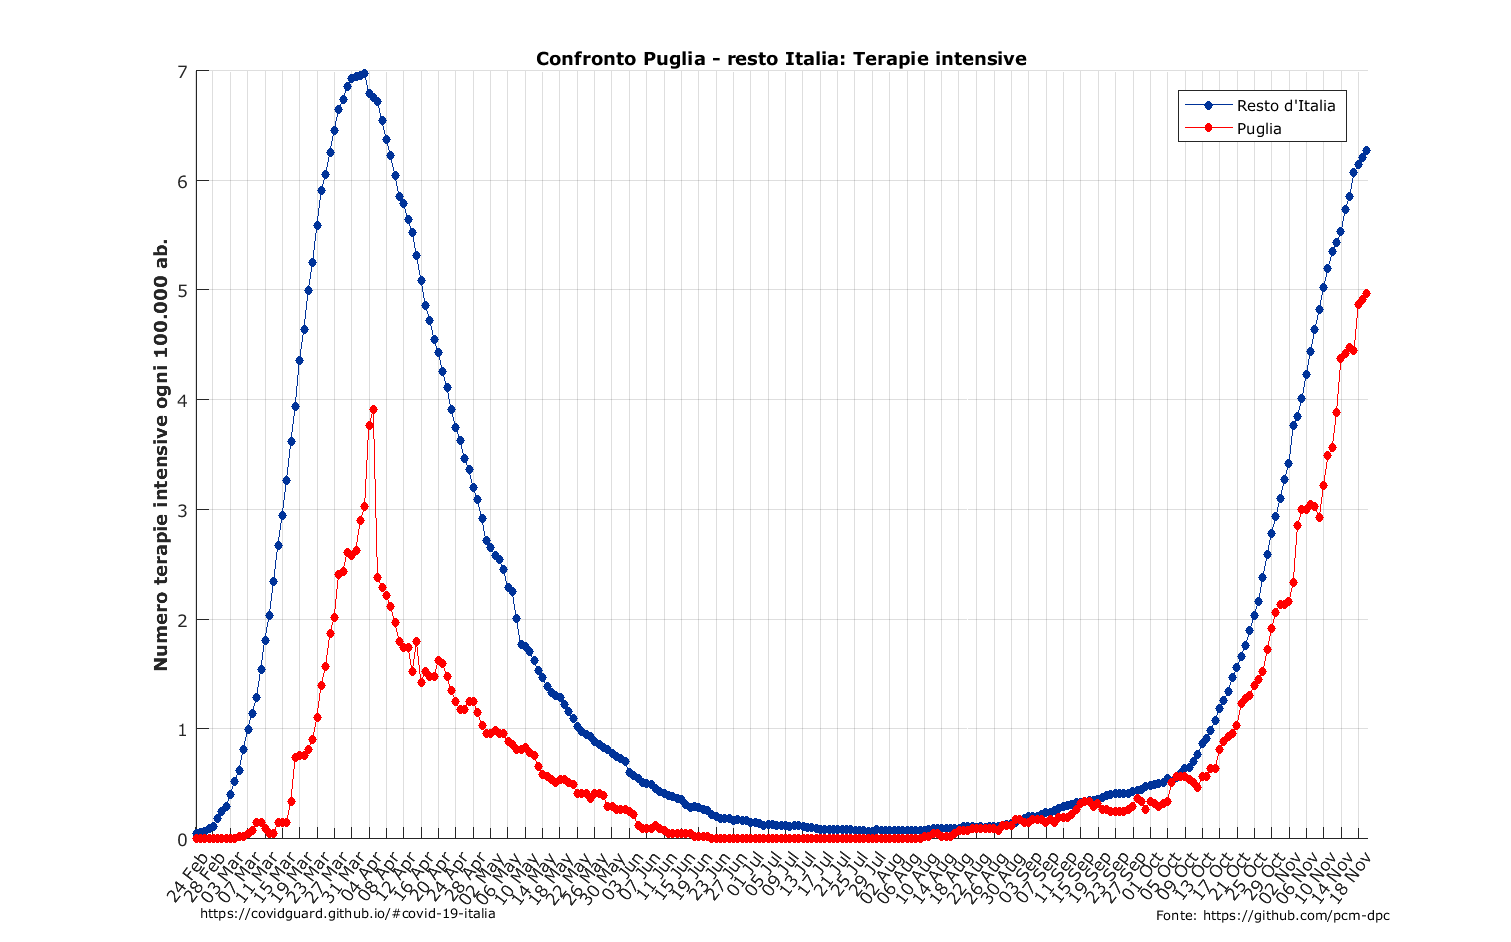 Confronto Puglia - resto Italia: Terapie intensive
Resto d'Italia
Puglia
Numero terapie intensive ogni 100.000 ab.
7
6
5
4
3
2
1
0
24 Feb
28 Feb
03 Mar
07 Mar
11 Mar
15 Mar
19 Mar
23 Mar
27 Mar
31 Mar
04 Apr
08 Apr
12 Apr
16 Apr
20 Apr
24 Apr
28 Apr
02 May
06 May
10 May
14 May
18 May
22 May
26 May
30 May
03 Jun
07 Jun
11 Jun
15 Jun
19 Jun
23 Jun
27 Jun
01 Jul
05 Jul
09 Jul
13 Jul
17 Jul
21 Jul
25 Jul
29 Jul
02 Aug
06 Aug
10 Aug
14 Aug
18 Aug
22 Aug
26 Aug
30 Aug
03 Sep
07 Sep
11 Sep
15 Sep
19 Sep
23 Sep
27 Sep
01 Oct
05 Oct
09 Oct
13 Oct
17 Oct
21 Oct
25 Oct
29 Oct
02 Nov
06 Nov
10 Nov
14 Nov
18 Nov
https://covidguard.github.io/#covid-19-italia
Fonte: https://github.com/pcm-dpc